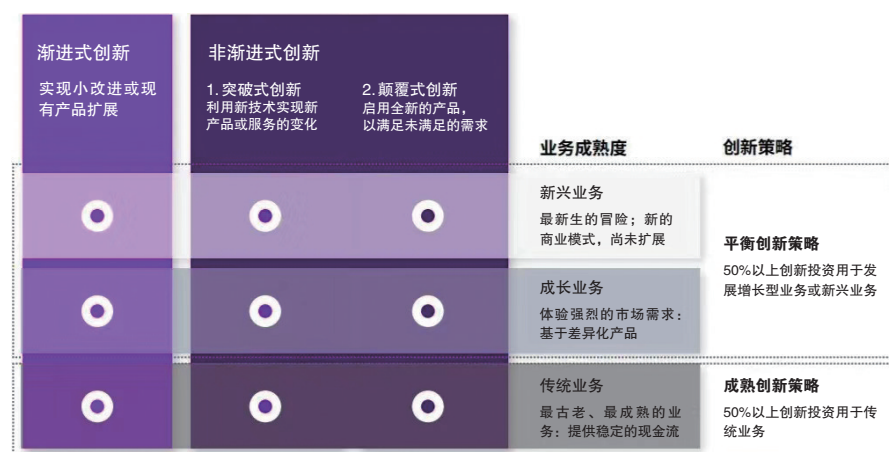 渐进式创新
实现小改进或现
有产品扩展
非渐进式创新
1.突破式创新
利用新技术实现新
产品或服务的变化
2.颠覆式创新
启用全新的产品，
以满足未满足的需求
业务成熟度
创新策略
新兴业务
最新生的冒险；新的
商业模式，尚未扩展
成长业务
体验强烈的市场需求：
基于差异化产品
平衡创新策略
50%以上创新投资用于发
展增长型业务或新兴业务
传统业务
最古老、最成熟的业
务：提供稳定的现金流
成熟创新策略
50%以上创新投资用于传
统业务